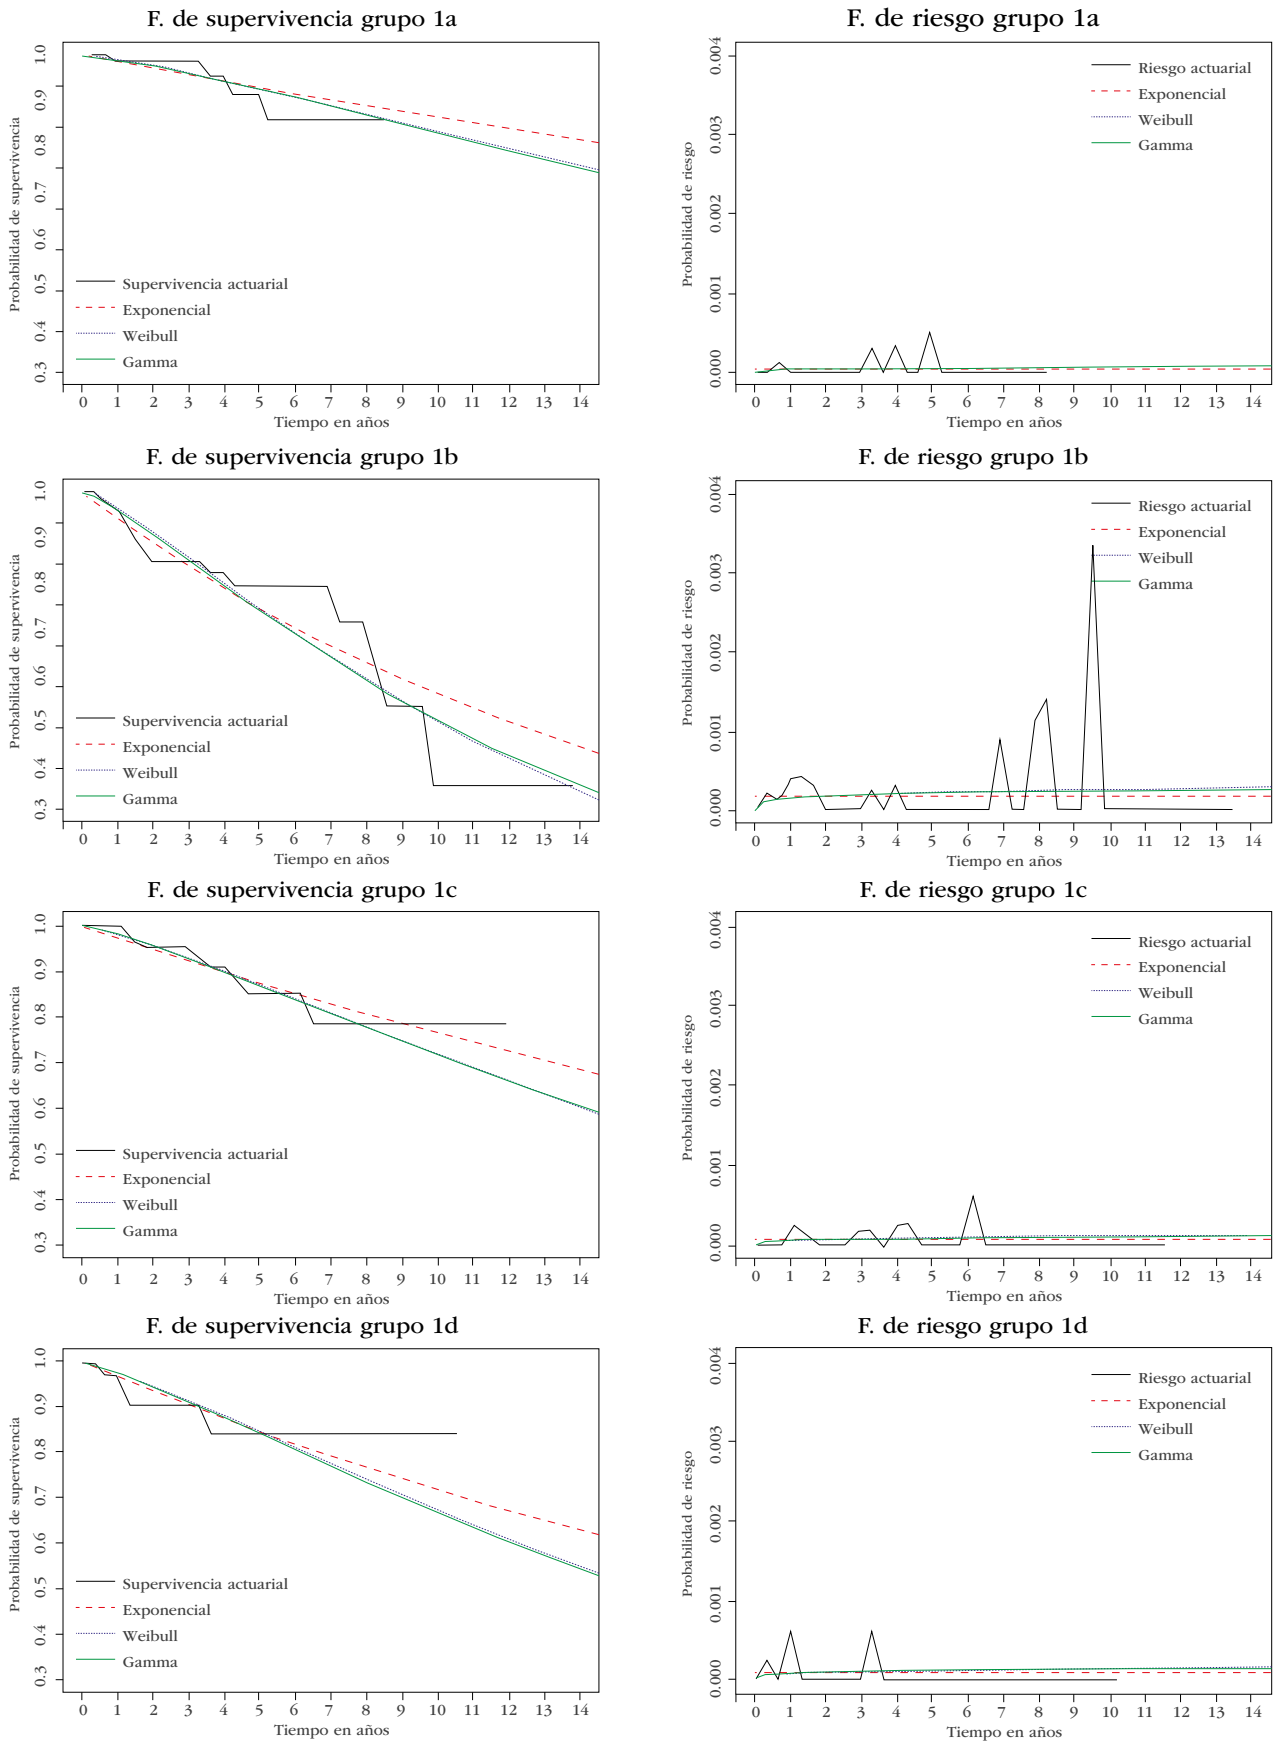 F. de supervivencia grupo 1a
Probabilidad de supervivencia
1.0
0.9
0.8
0.7
0.6
0.5
0.4
0.3
Supervivencia actuarial
Exponencial
Weibull
Gamma
0 1 2 3 4 5 6 7 8 9 10 11 12 13 14
Tiempo en años
F. de riesgo grupo 1a
Probabilidad de riesgo
0.004
0.003
0.002
0.001
0.000
Riesgo actuarial
Exponencial
Weibull
Gamma
0 1 2 3 4 5 6 7 8 9 10 11 12 13 14
Tiempo en años
F. de supervivencia grupo 1b
Probabilidad de supervivencia
1.0
0.9
0.8
0.7
0.6
0.5
0.4
0.3
Supervivencia actuarial
Exponencial
Weibull
Gamma
0 1 2 3 4 5 6 7 8 9 10 11 12 13 14
Tiempo en años
F. de riesgo grupo 1b
Probabilidad de riesgo
0.004
0.003
0.002
0.001
0.000
Riesgo actuarial
Exponencial
Weibull
Gamma
0 1 2 3 4 5 6 7 8 9 10 11 12 13 14
Tiempo en años
F. de supervivencia grupo 1c
Probabilidad de supervivencia
1.0
0.9
0.8
0.7
0.6
0.5
0.4
0.3
Supervivencia actuarial
Exponencial
Weibull
Gamma
0 1 2 3 4 5 6 7 8 9 10 11 12 13 14
Tiempo en años
F. de riesgo grupo 1c
Probabilidad de riesgo
0.004
0.003
0.002
0.001
0.000
Riesgo actuarial
Exponencial
Weibull
Gamma
0 1 2 3 4 5 6 7 8 9 10 11 12 13 14
Tiempo en años
F. de supervivencia grupo 1d
Probabilidad de supervivencia
1.0
0.9
0.8
0.7
0.6
0.5
0.4
0.3
Supervivencia actuarial
Exponencial
Weibull
Gamma
0 1 2 3 4 5 6 7 8 9 10 11 12 13 14
Tiempo en años
F. de riesgo grupo 1d
Probabilidad de riesgo
0.004
0.003
0.002
0.001
0.000
Riesgo actuarial
Exponencial
Weibull
Gamma
0 1 2 3 4 5 6 7 8 9 10 11 12 13 14
Tiempo en años